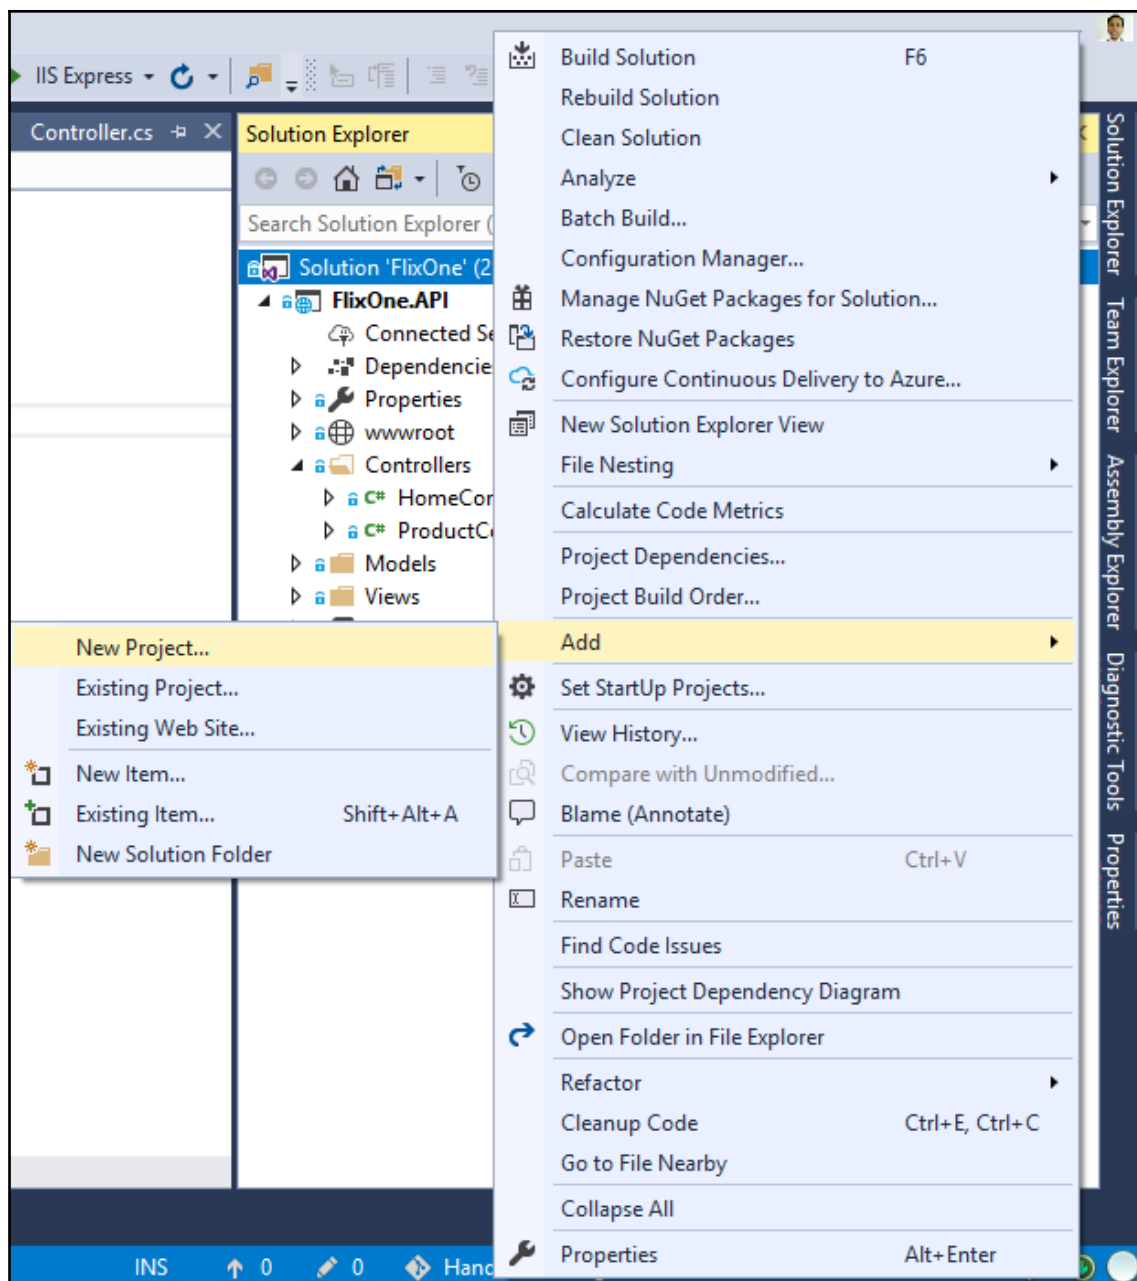 IIS Express
Controller.cs
Solution Explorer
Search Solution Explorer (
Solution 'FlixOne' (2
FlixOne.API
Connected Se
Dependencie
Properties
wwwroot
Controllers
C# HomeCor
C# ProductC
Models
Views
New Project...
Existing Project...
Existing Web Site...
New Item...
Existing Item... Shift+Alt+A
New Solution Folder
Build Solution F6
Rebuild Solution
Clean Solution
Analyze
Batch Build...
Configuration Manager...
Manage NuGet Packages for Solution...
Restore NuGet Packages
Configure Continuous Delivery to Azure...
New Solution Explorer View
File Nesting
Calculate Code Metrics
Project Dependencies...
Project Build Order...
Add
Set StartUp Projects...
View History...
Compare with Unmodified...
Blame (Annotate)
Paste Ctrl+V
Rename
Find Code Issues
Show Project Dependency Diagram
Open Folder in File Explorer
Refactor
Cleanup Code Ctrl+E, Ctrl+C
Go to File Nearby
Collapse All
Properties Alt+Enter
Solution Explorer
Team Explorer
Assembly Explorer
Diagnostic Tools
Properties
INS 0 0 Hand